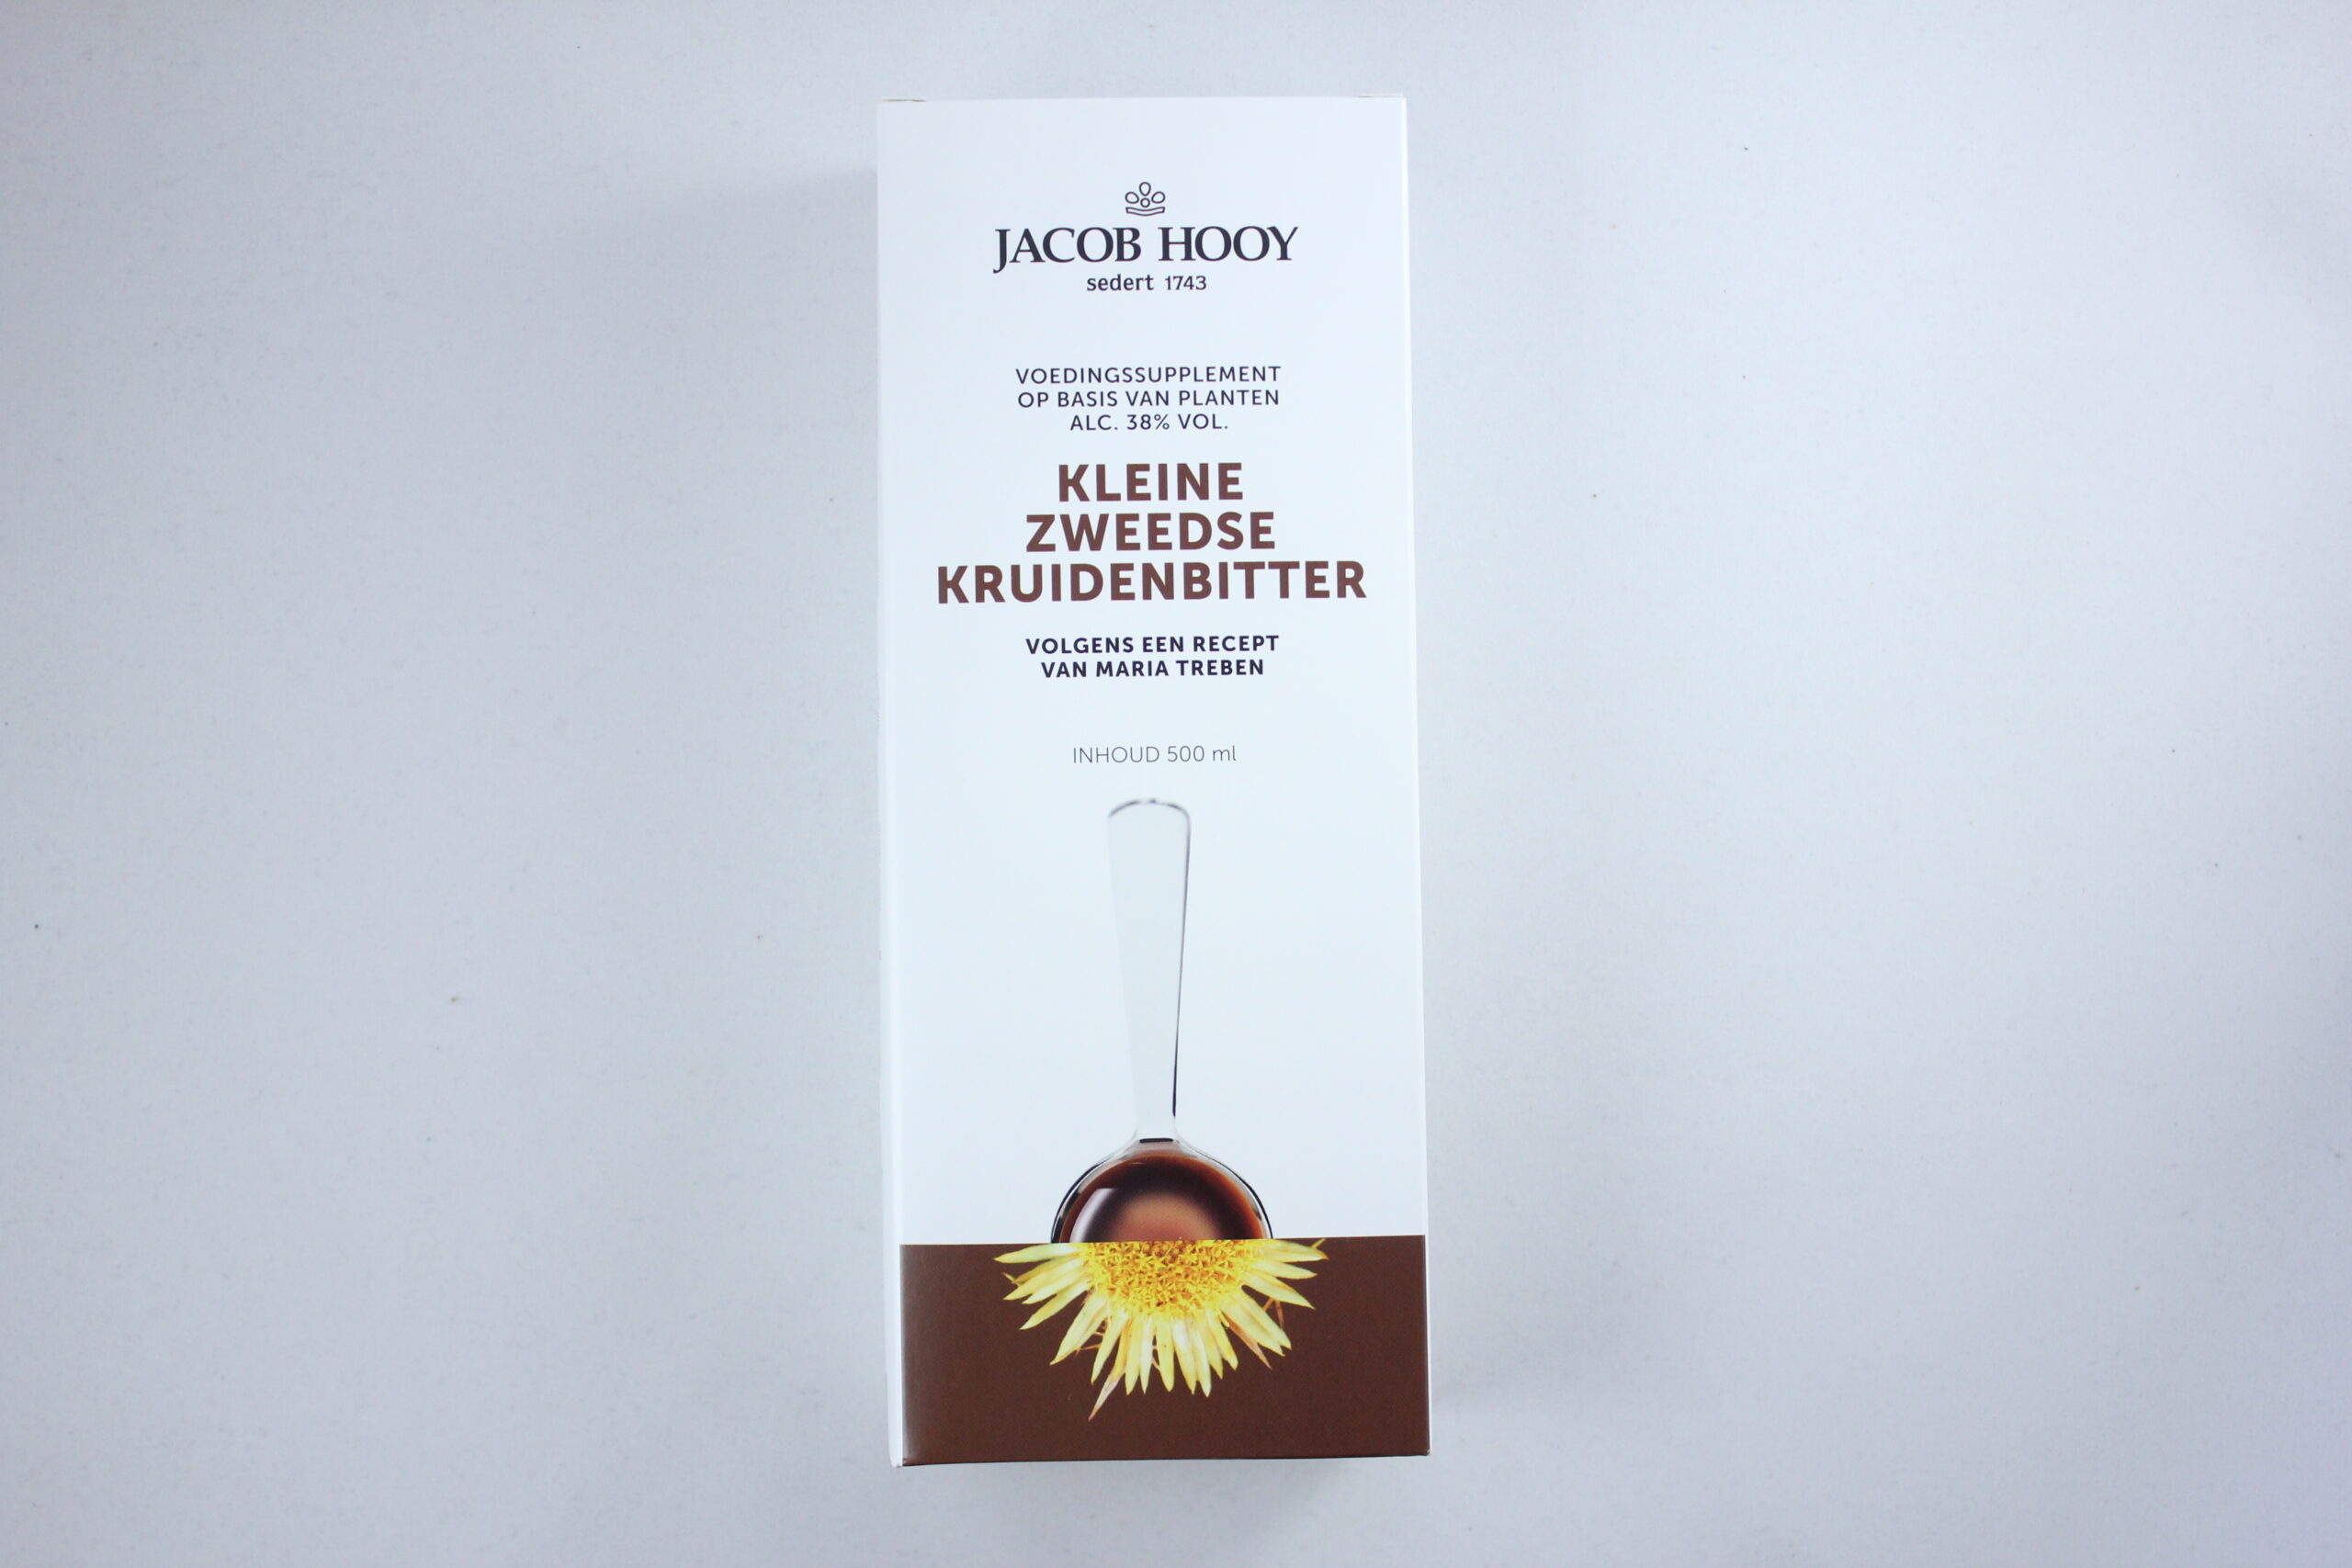 JACOB HOOY
sedert 1743
VOEDINGSSUPPLEMENT
OP BASIS VAN PLANTEN
ALC. 38% VOL.
KLEINE
ZWEEDSE
KRUIDENBITTER
VOLGENS EEN RECEPT
VAN MARIA TREBEN
INHOUD 500 ml